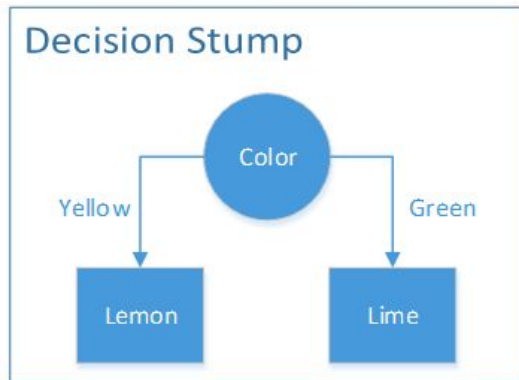 Decision Stump
Color
Yellow
Green
Lemon
Lime